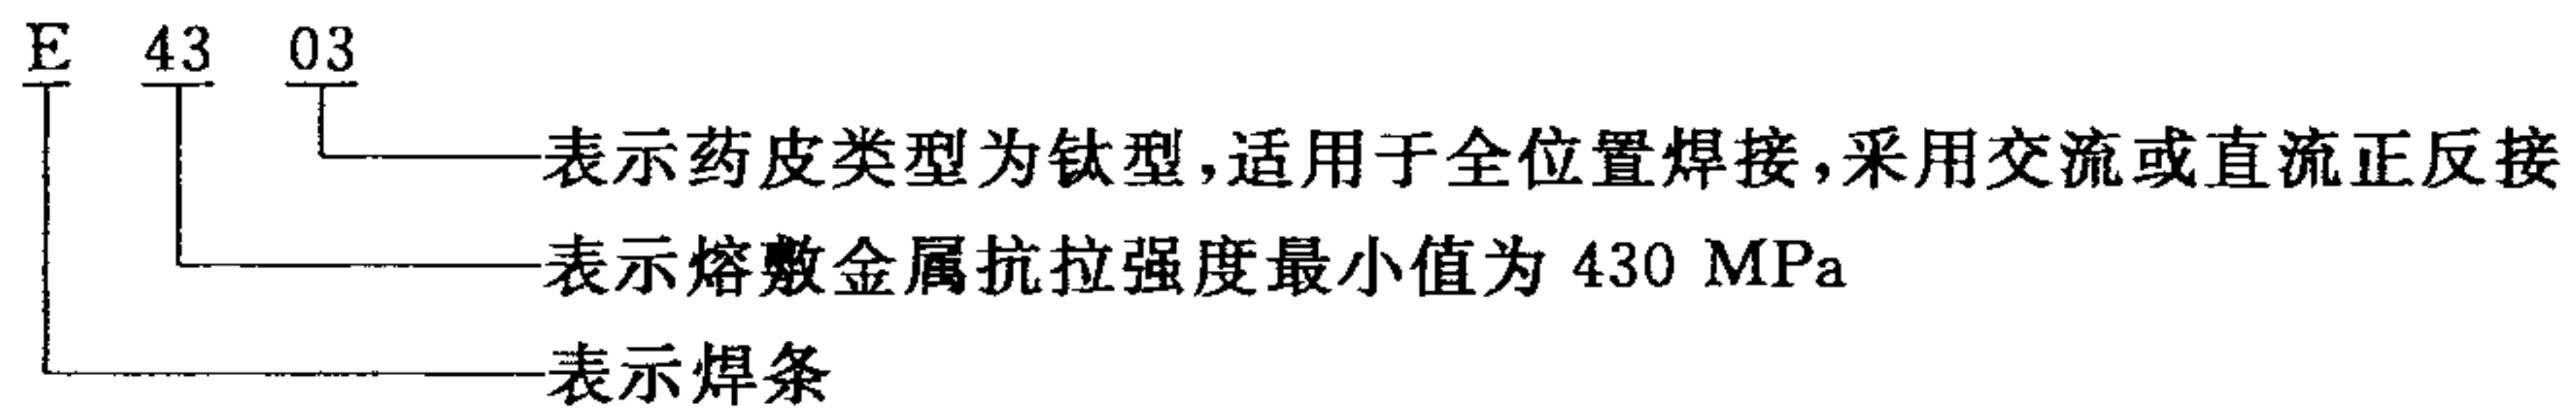 E 43 03
表示药皮类型为钛型,适用于全位置焊接,采用交流或直流正反接
表示熔敷金属抗拉强度最小值为 430 MPa
表示焊条